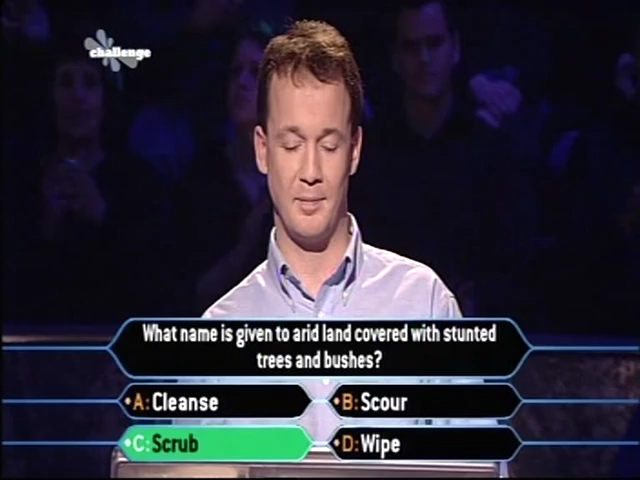 challenge
What name is given to arid land covered with stunted
trees and bushes?
A: Cleanse
B: Scour
C: Scrub
D: Wipe